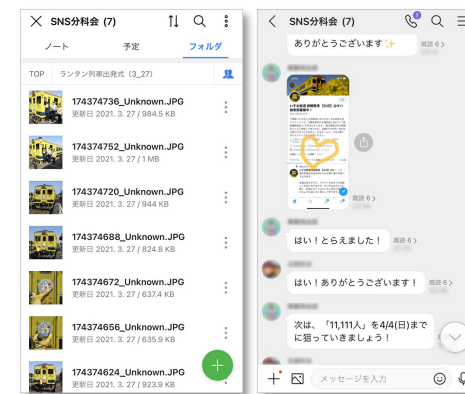 SNS分科会 (7)
ノート 予定 フォルダ
TOP ランタン列車出発式(3_27)
174374736_Unknown.JPG
更新日 2021. 3. 27 / 984.5 KB
174374752_Unknown.JPG
更新日 2021. 3. 27 / 1 MB
174374720_Unknown.JPG
更新日 2021. 3. 27 / 944 KB
174374688_Unknown.JPG
更新日 2021. 3. 27 / 824.8 KB
174374672_Unknown.JPG
更新日 2021. 3. 27 / 637.4 KB
174374656_Unknown.JPG
更新日 2021. 3. 27 / 635.9 KB
174374624_Unknown.JPG
更新日 2021. 3. 27 / 923.9 KB
SNS分科会 (7)
ありがとうございます✨ 既読 6 >
既読 6 >
はい!とらえました! 既読 6 >
はい!ありがとうございます! 既読 6 >
次は、「11,111人」を4/4(日)まで
に狙っていきましょう!
メッセージを入力